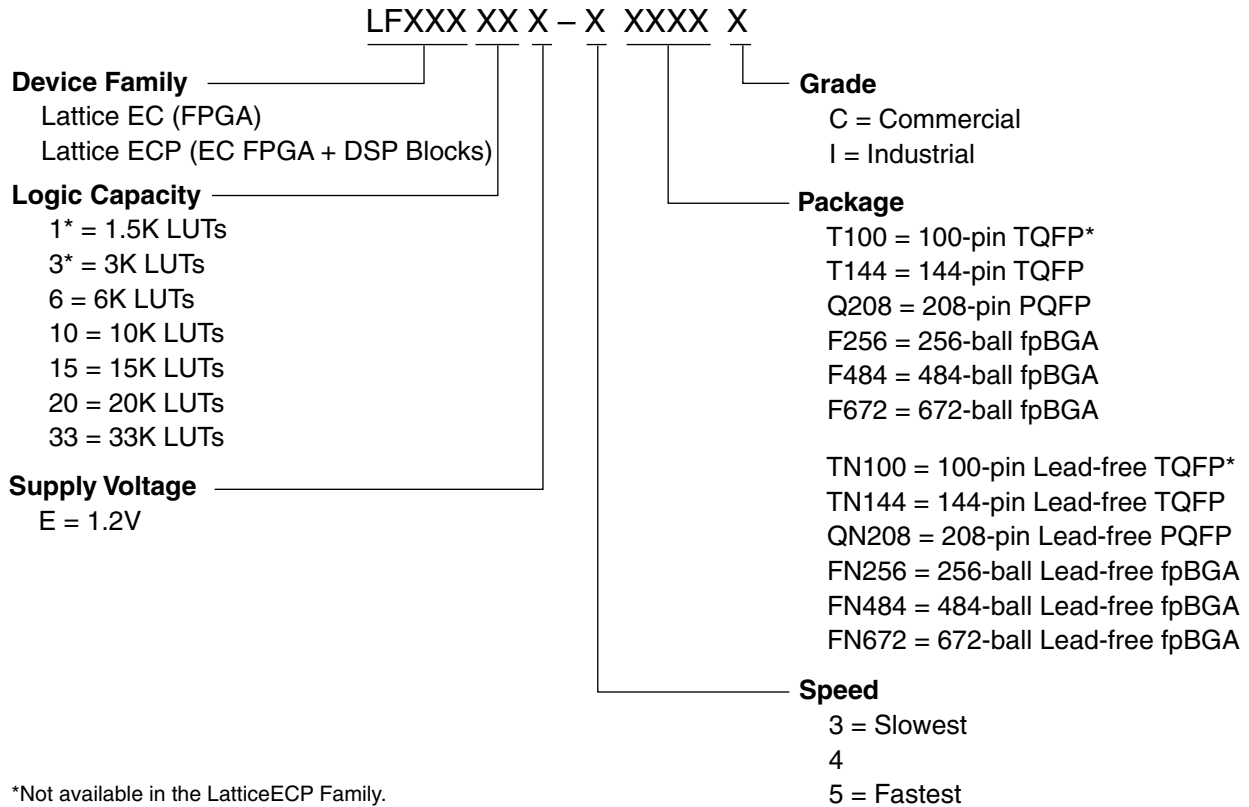 LFXXX XX X – X XXXX X
Device Family
Lattice EC (FPGA)
Lattice ECP (EC FPGA + DSP Blocks)
Logic Capacity
1* = 1.5K LUTs
3* = 3K LUTs
6 = 6K LUTs
10 = 10K LUTs
15 = 15K LUTs
20 = 20K LUTs
33 = 33K LUTs
Supply Voltage
E = 1.2V
Grade
C = Commercial
I = Industrial
Package
T100 = 100-pin TQFP*
T144 = 144-pin TQFP
Q208 = 208-pin PQFP
F256 = 256-ball fpBGA
F484 = 484-ball fpBGA
F672 = 672-ball fpBGA
TN100 = 100-pin Lead-free TQFP*
TN144 = 144-pin Lead-free TQFP
QN208 = 208-pin Lead-free PQFP
FN256 = 256-ball Lead-free fpBGA
FN484 = 484-ball Lead-free fpBGA
FN672 = 672-ball Lead-free fpBGA
Speed
3 = Slowest
4
5 = Fastest
*Not available in the LatticeECP Family.